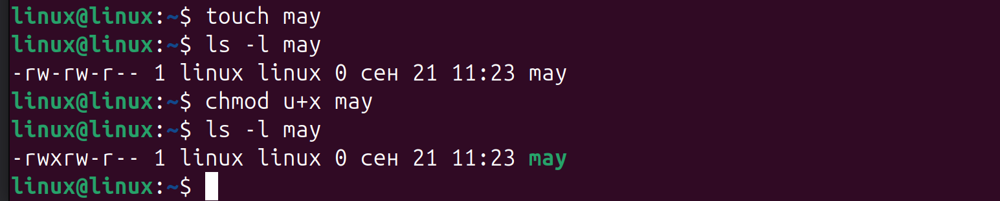 linux@linux:~$ touch may
linux@linux:~$ ls -l may
-rw-rw-r-- 1 linux linux 0 сен 21 11:23 may
linux@linux:~$ chmod u+x may
linux@linux:~$ ls -l may
-rwxrw-r-- 1 linux linux 0 сен 21 11:23 may
linux@linux:~$